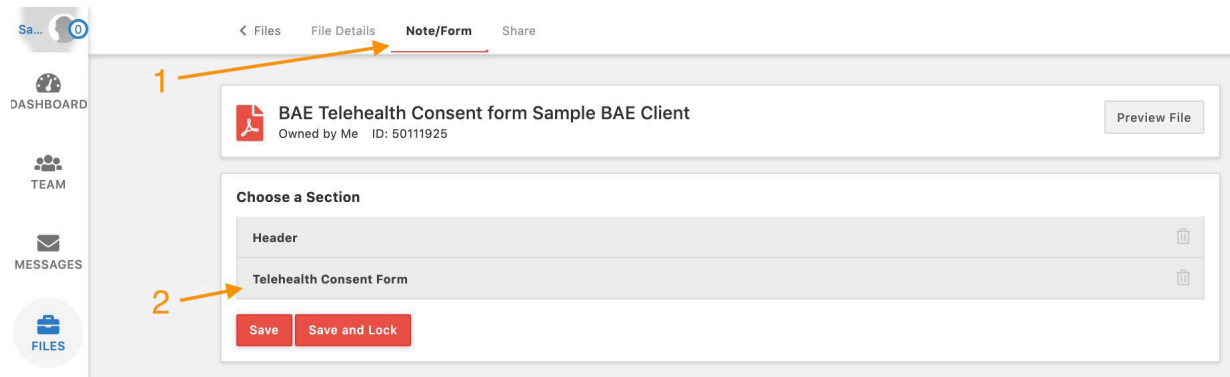 Sa... 0
Files File Details Note/Form Share
1
DASHBOARD
BAE Telehealth Consent form Sample BAE Client
Owned by Me ID: 50111925
Preview File
TEAM
Choose a Section
Header
MESSAGES
Telehealth Consent Form
2
Save Save and Lock
FILES